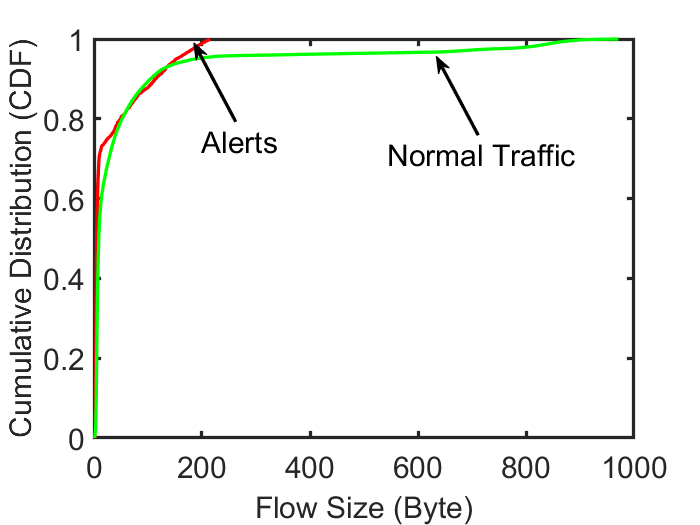 Cumulative Distribution (CDF)
1
0.8
0.6
0.4
0.2
0
Alerts
Normal Traffic
0 200 400 600 800 1000
Flow Size (Byte)